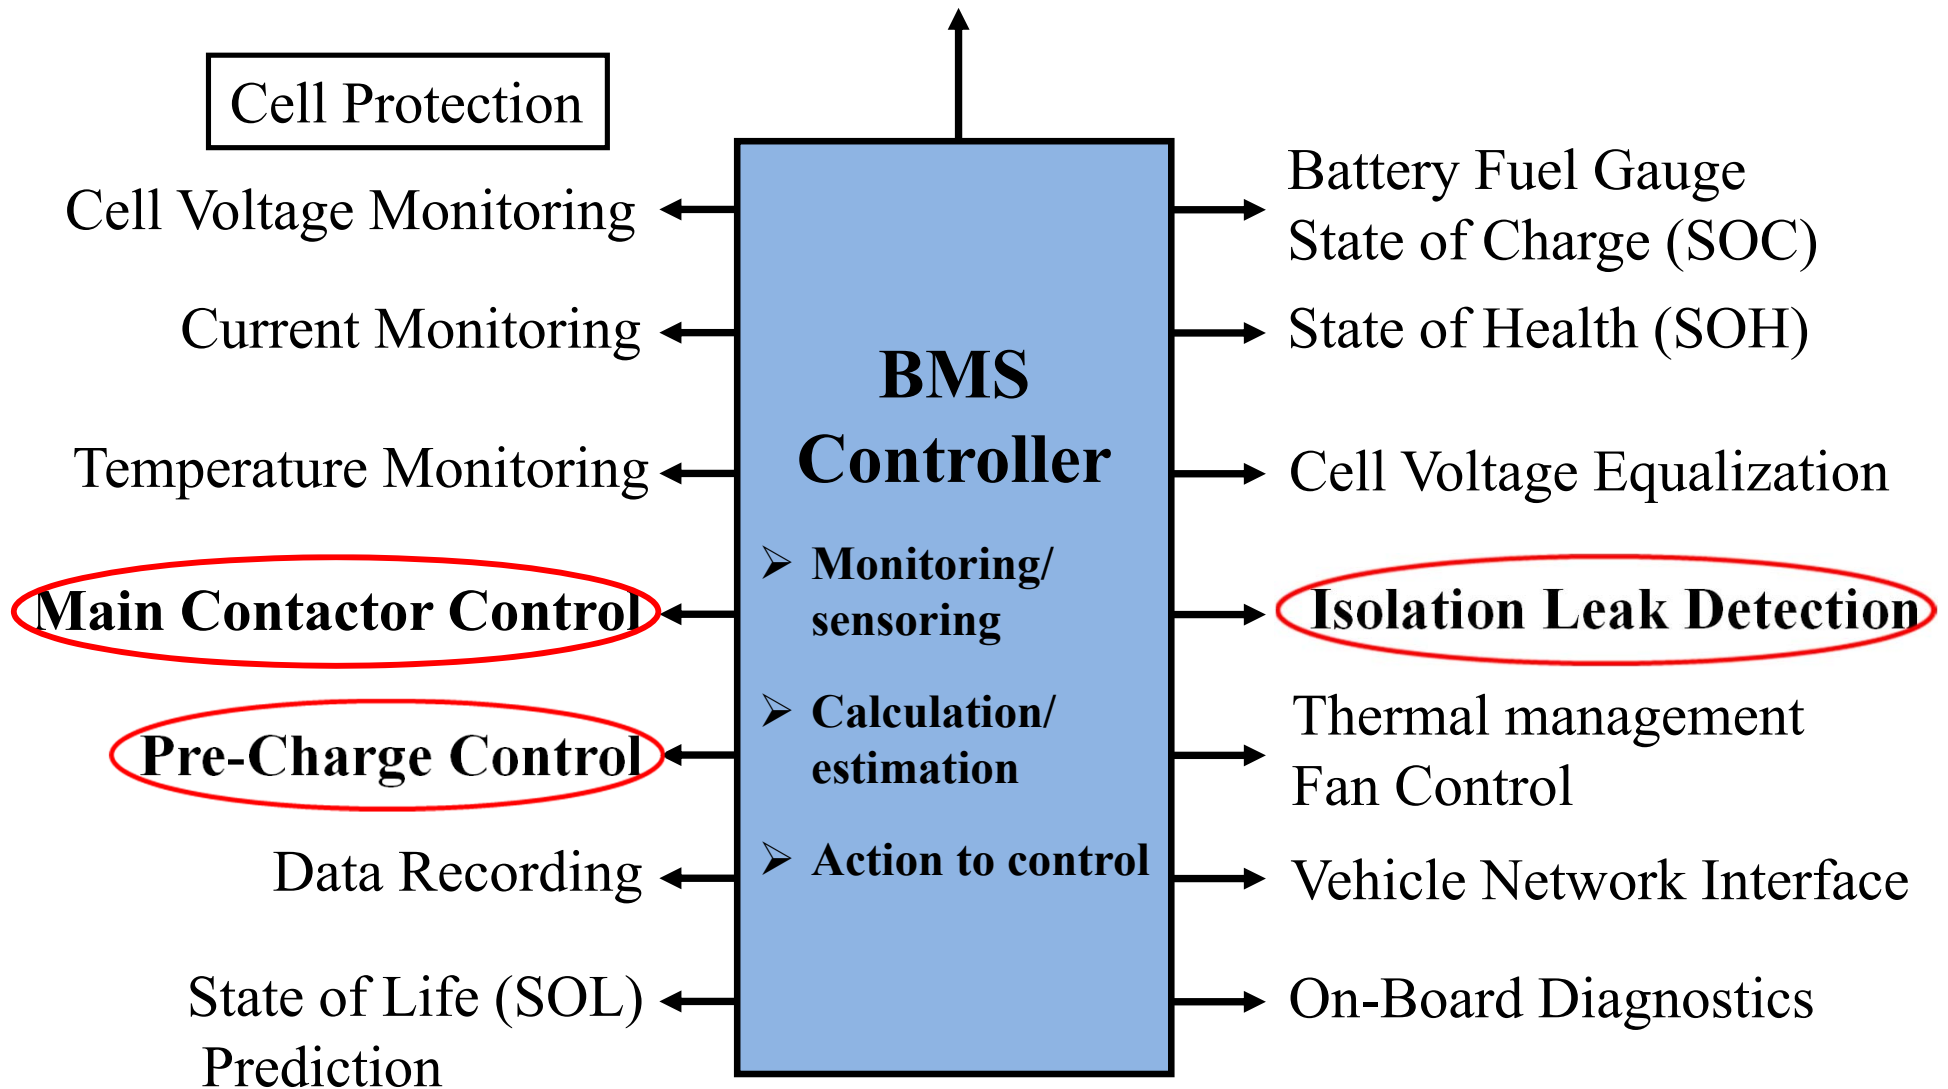 Cell Protection
Cell Voltage Monitoring
Current Monitoring
Temperature Monitoring
Main Contactor Control
Pre-Charge Control
Data Recording
State of Life (SOL)
Prediction
BMS
Controller
➢ Monitoring/
sensoring
➢ Calculation/
estimation
➢ Action to control
Battery Fuel Gauge
State of Charge (SOC)
State of Health (SOH)
Cell Voltage Equalization
Isolation Leak Detection
Thermal management
Fan Control
Vehicle Network Interface
On-Board Diagnostics